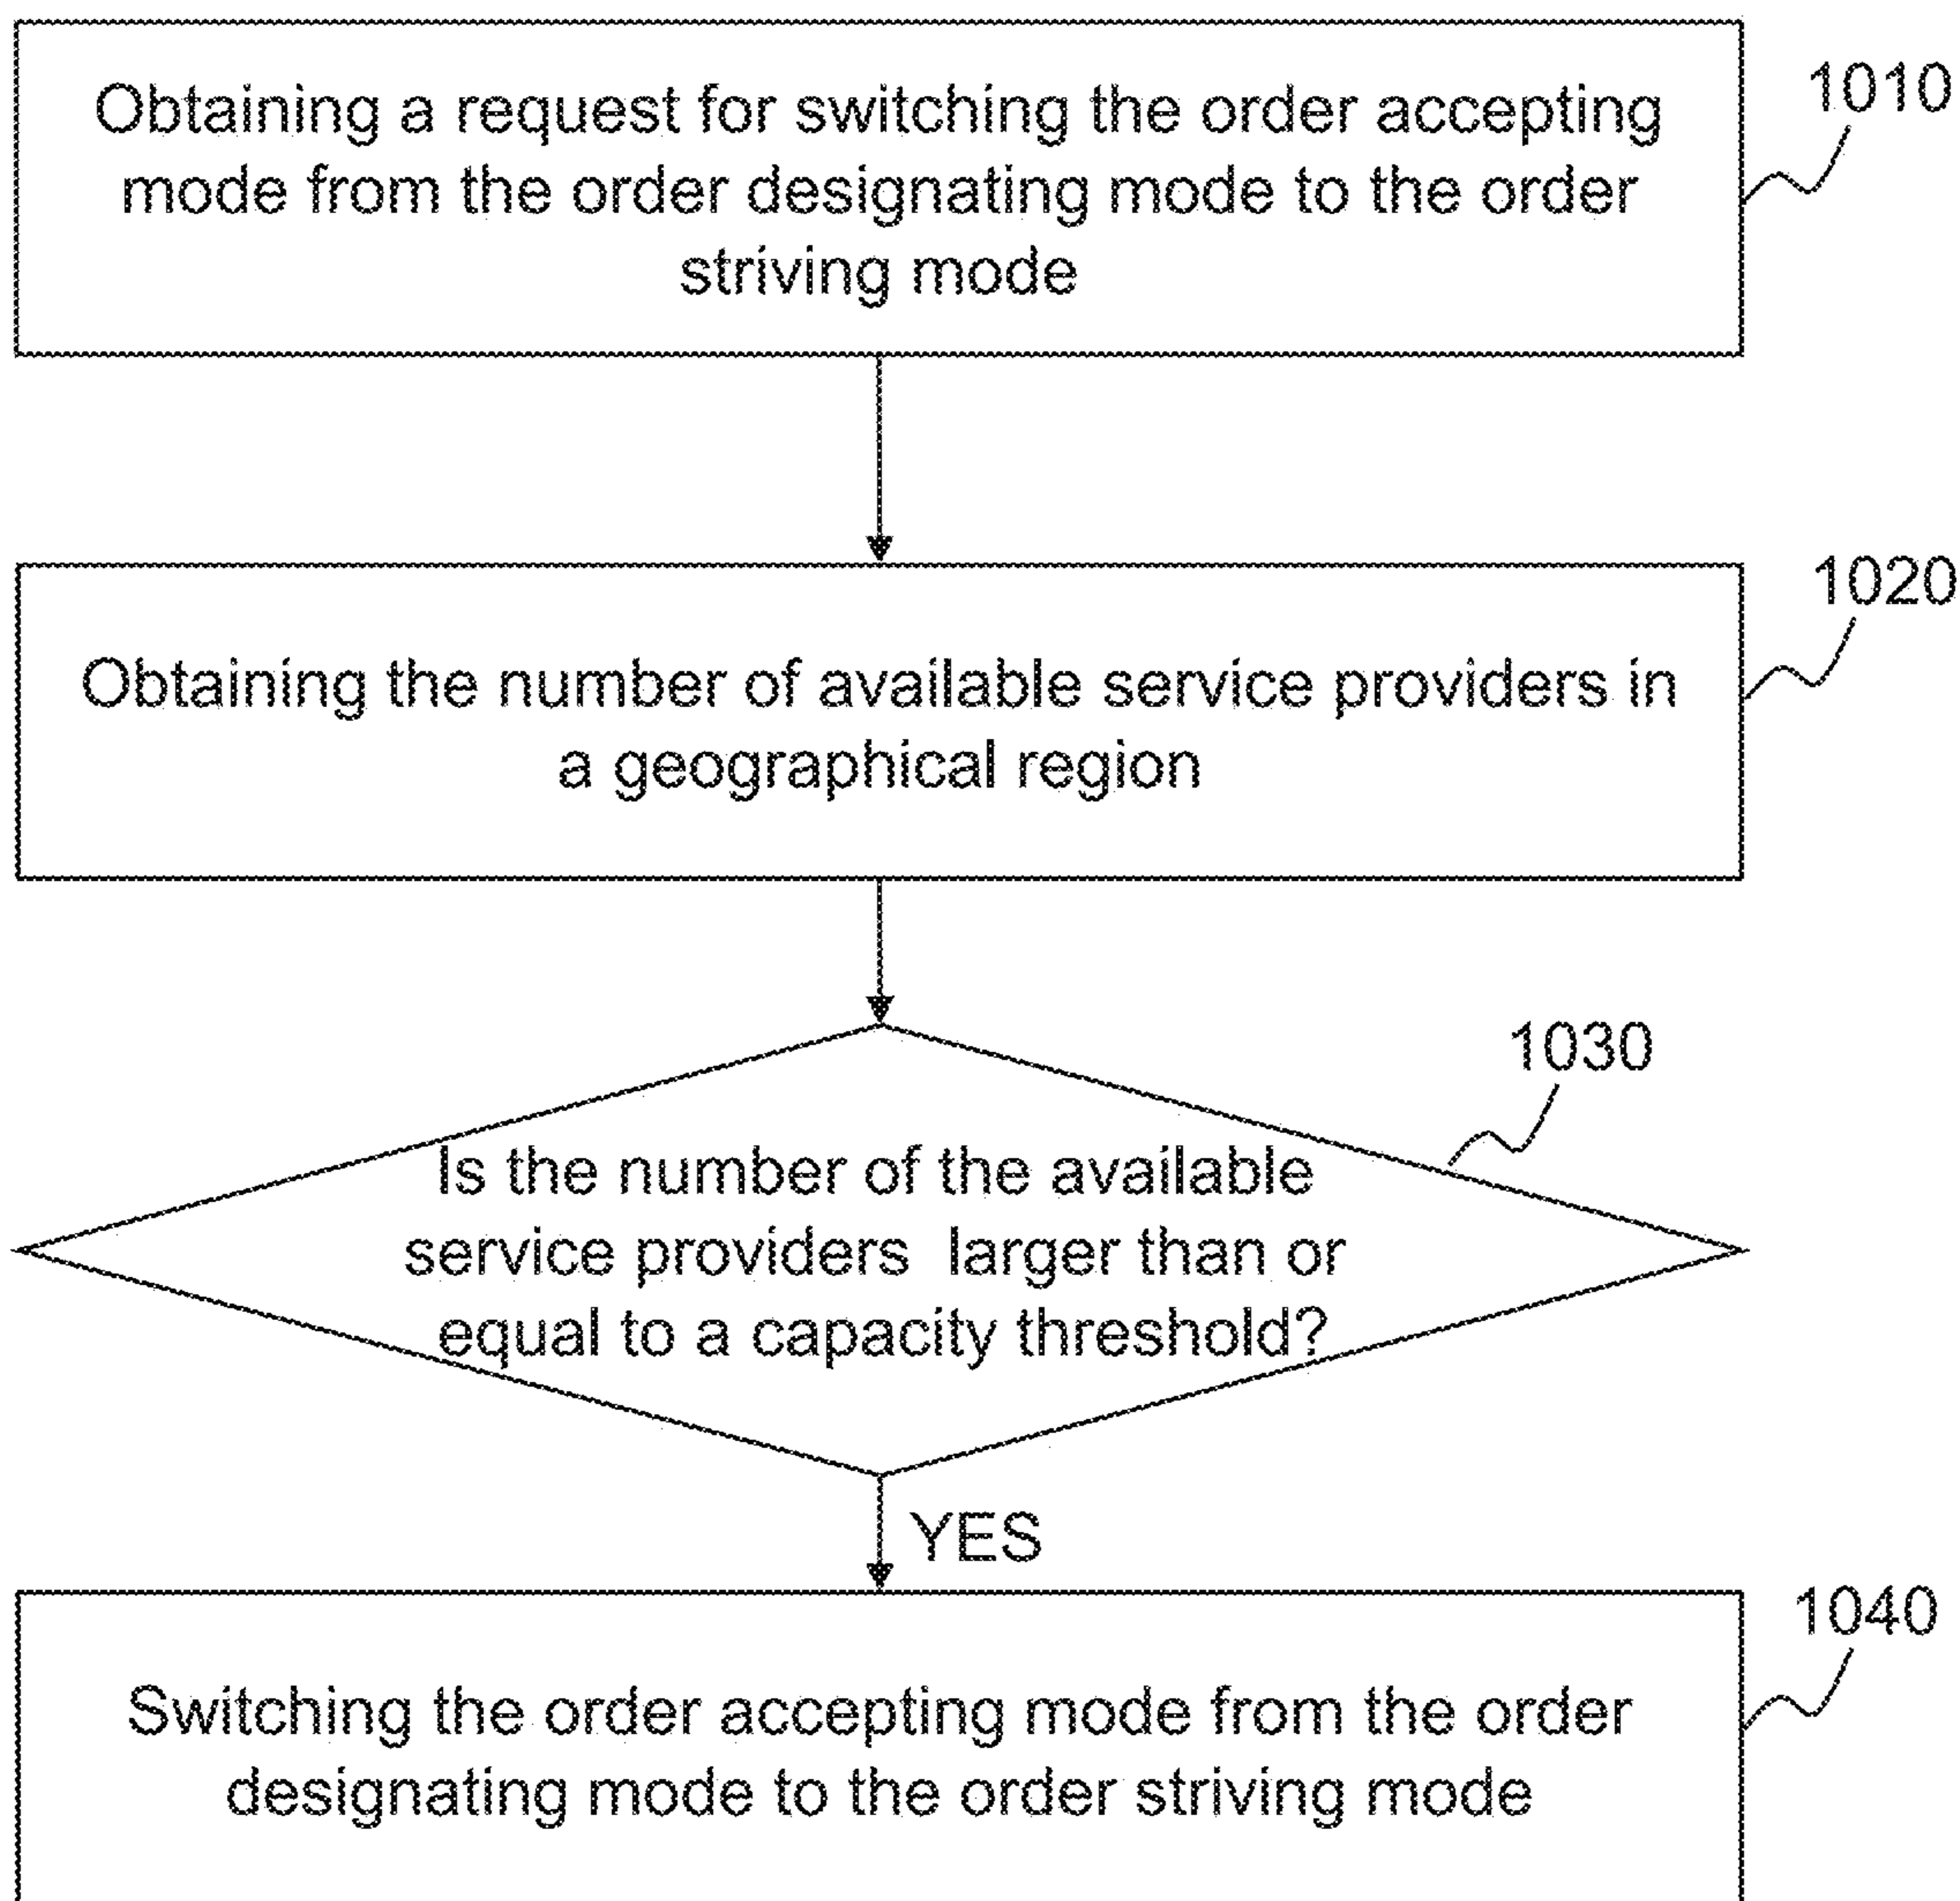 Obtaining a request for switching the order accepting
mode from the order designating mode to the order
striving mode
1010
Obtaining the number of available service providers in
a geographical region
1020
Is the number of the available
service providers larger than or
equal to a capacity threshold?
1030
YES
Switching the order accepting mode from the order
designating mode to the order striving mode
1040